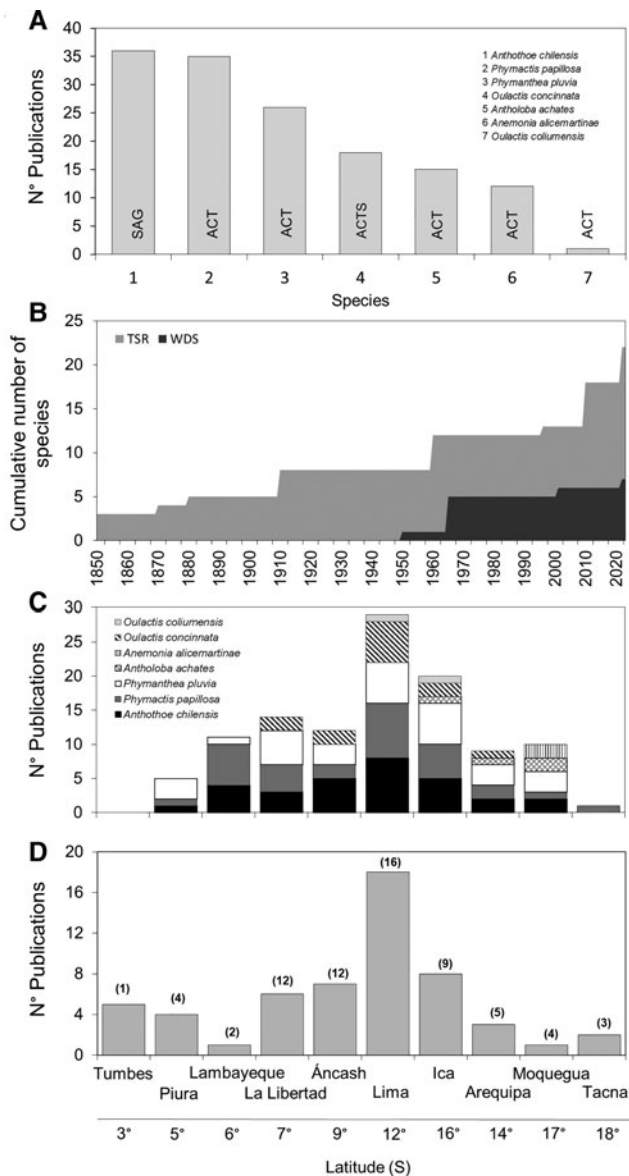 A
N° Publications
40
35
30
25
20
15
10
5
0
SAG
ACT
ACT
ACTS
ACT
ACT
ACT
1 Anthothoe chilensis
2 Phymactis papillosa
3 Phymanthea pluvia
4 Oulactis concinnata
5 Antholoba achates
6 Anemonia alicemartinae
7 Oulactis coliumensis
1 2 3 4 5 6 7
Species
B
Cumulative number of species
25
20
15
10
5
0
TSR WDS
1850 1860 1870 1880 1890 1900 1910 1920 1930 1940 1950 1960 1970 1980 1990 2000 2010 2020
C
N° Publications
30
25
20
15
10
5
0
Oulactis coliumensis
Oulactis concinnata
Anemonia alicemartinae
Antholoba achates
Phymanthea pluvia
Phymactis papillosa
Anthothoe chilensis
D
N° Publications
20
16
12
8
4
0
(1) (4) (2) (12) (12) (16) (9) (5) (4) (3)
Tumbes Lambayeque Áncash Ica Moquegua
Piura La Libertad Lima Arequipa Tacna
3° 5° 6° 7° 9° 12° 16° 14° 17° 18°
Latitude (S)